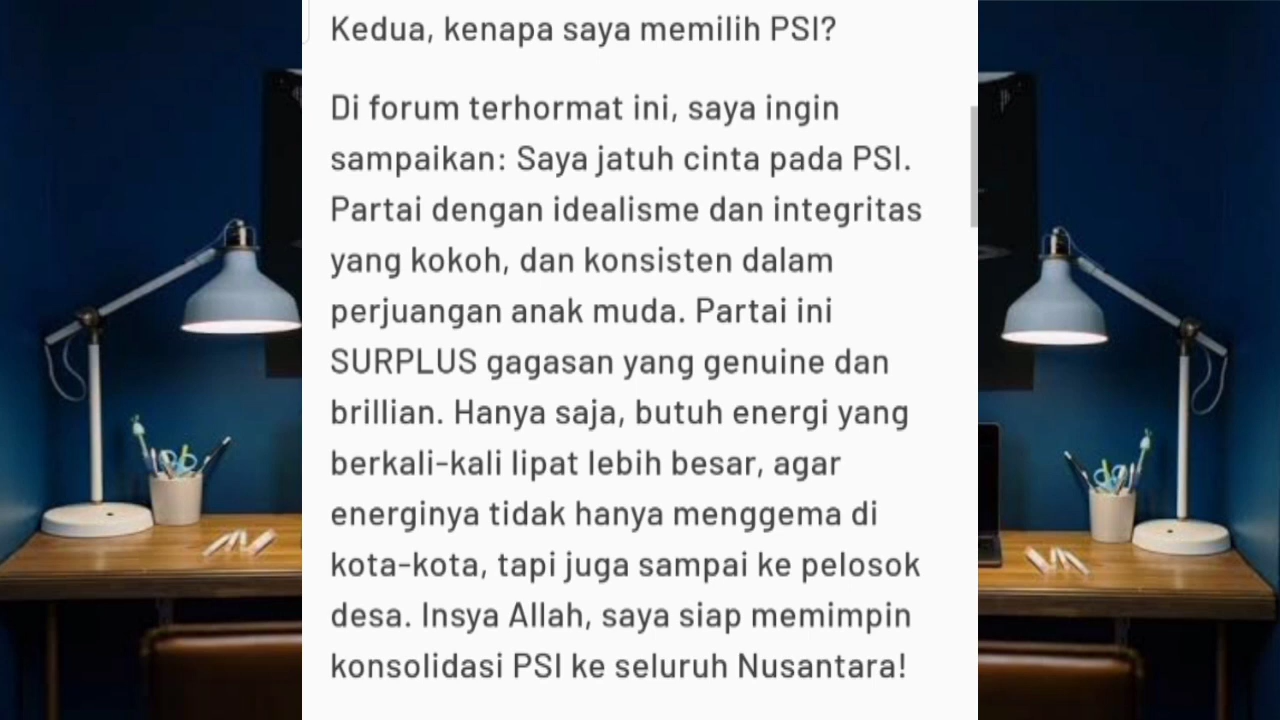 Kedua, kenapa saya memilih PSI?
Di forum terhormat ini, saya ingin
sampaikan: Saya jatuh cinta pada PSI.
Partai dengan idealisme dan integritas
yang kokoh, dan konsisten dalam
perjuangan anak muda. Partai ini
SURPLUS gagasan yang genuine dan
brillian. Hanya saja, butuh energi yang
berkali-kali lipat lebih besar, agar
energinya tidak hanya menggema di
kota-kota, tapi juga sampai ke pelosok
desa. Insya Allah, saya siap memimpin
konsolidasi PSI ke seluruh Nusantara!